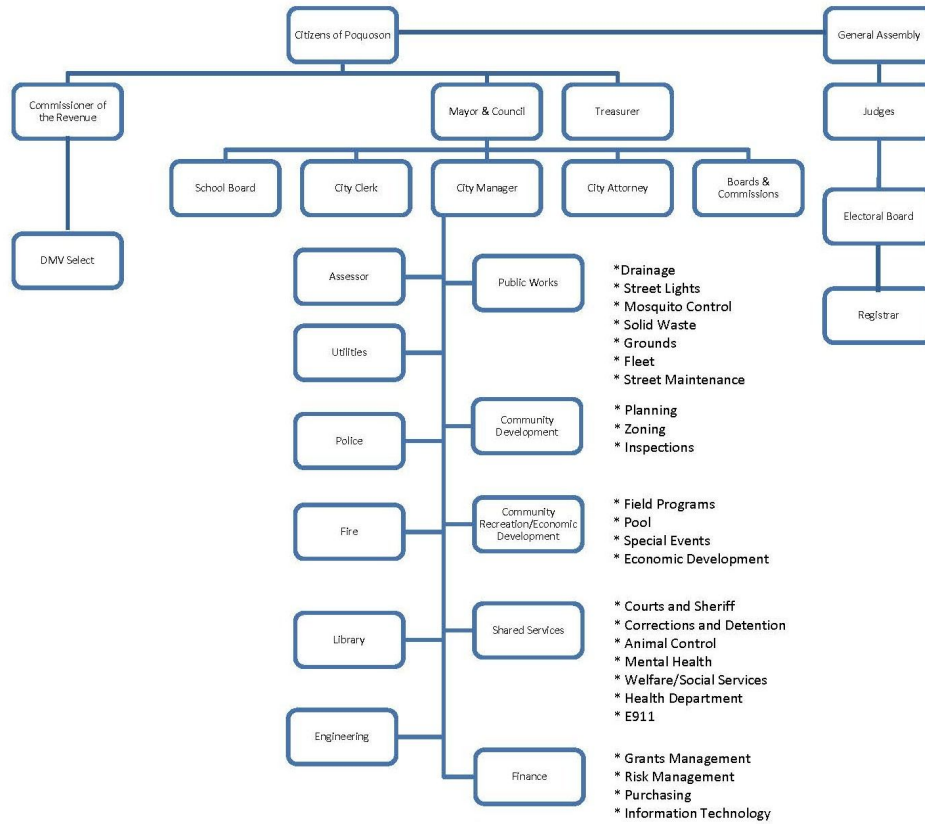 Citizens of Poquoson
General Assembly
Commissioner of
the Revenue
Mayor & Council
Treasurer
Judges
School Board
City Clerk
City Manager
City Attorney
Boards &
Commissions
Electoral Board
DMV Select
Registrar
Assessor
Public Works
*Drainage
* Street Lights
* Mosquito Control
* Solid Waste
* Grounds
* Fleet
* Street Maintenance
Utilities
Police
Community
Development
* Planning
* Zoning
* Inspections
Fire
Community
Recreation/Economic
Development
* Field Programs
* Pool
* Special Events
* Economic Development
Library
Shared Services
* Courts and Sheriff
* Corrections and Detention
* Animal Control
* Mental Health
* Welfare/Social Services
* Health Department
* E911
Engineering
Finance
* Grants Management
* Risk Management
* Purchasing
* Information Technology